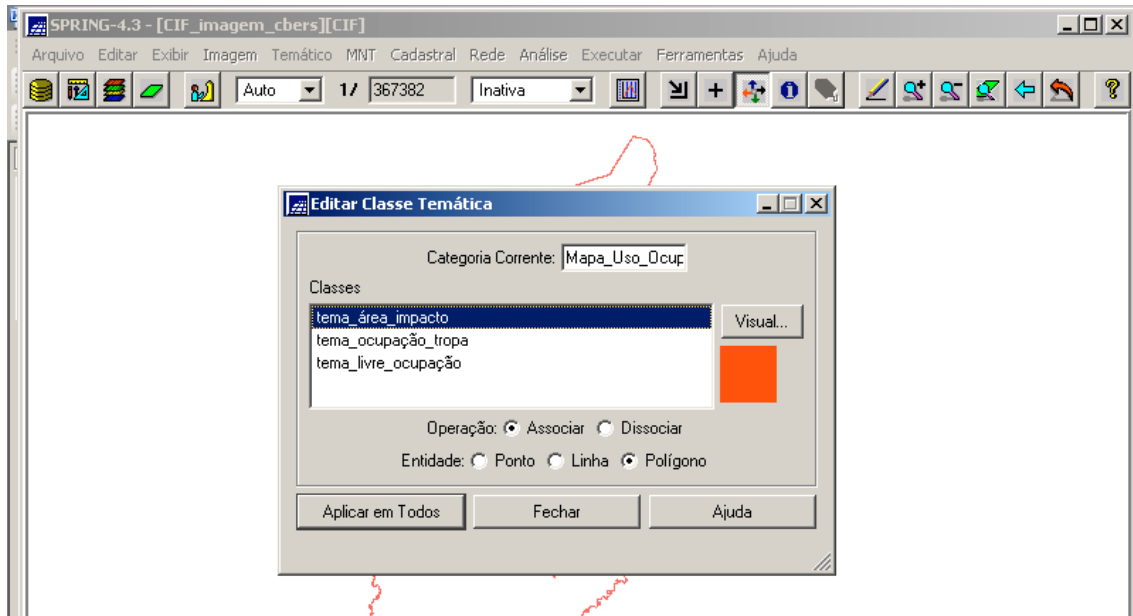 SPRING-4.3 - [CIF_imagem_cbers][CIF]
Arquivo Editar Exibir Imagem Temático MNT Cadastral Rede Análise Executar Ferramentas Ajuda
Auto 1/ 367382 Inativa
Editar Classe Temática
Categoria Corrente: Mapa_Uso_Ocup
Classes
tema_área_impacto
Visual...
tema_ocupação_tropa
tema_livre_ocupação
Operação: Associar Dissociar
Entidade: Ponto Linha Polígono
Aplicar em Todos Fechar Ajuda